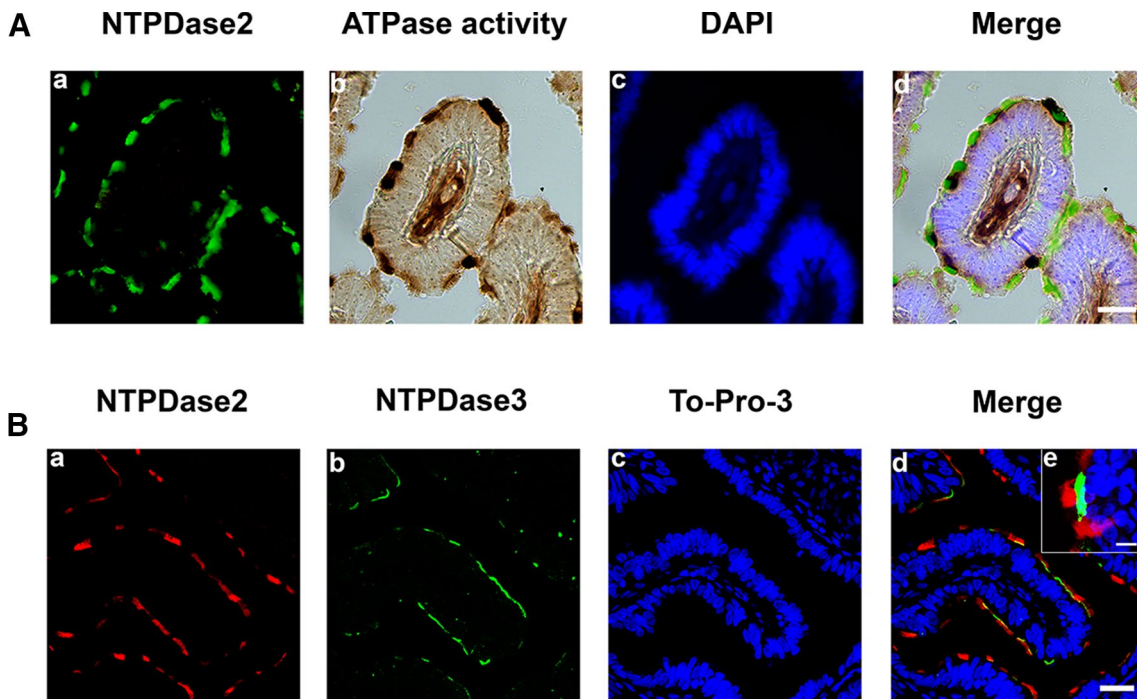 A NTPDase2 ATPase activity DAPI Merge
a b c d
B NTPDase2 NTPDase3 To-Pro-3 Merge
a b c d e